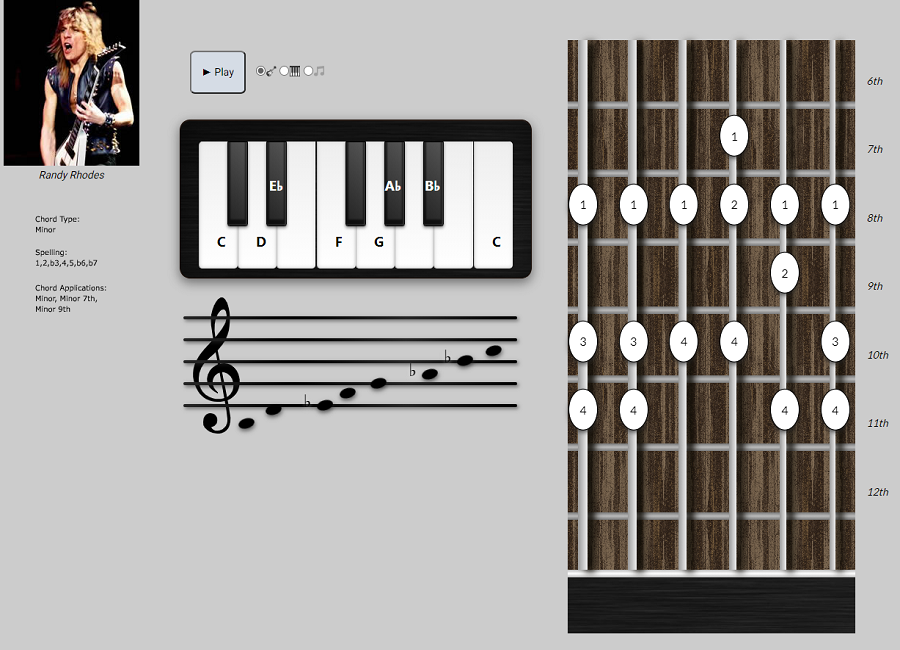 Randy Rhodes
Chord Type:
Minor
Spelling:
1,2,b3,4,5,b6,b7
Chord Applications:
Minor, Minor 7th,
Minor 9th
► Play
E♭ A♭ B♭
C D F G C
♭ ♭ ♭
6th
1
7th
1 1 1 2 1 1
8th
2
9th
3 3 4 4 3
10th
4 4 4 4
11th
12th